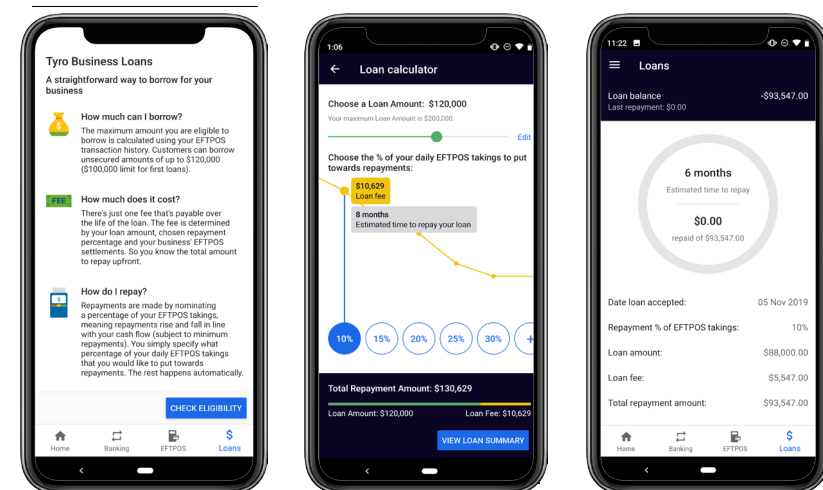 Tyro Business Loans
A straightforward way to borrow for your
business
$
How much can I borrow?
The maximum amount you are eligible to
borrow is calculated using your EFTPOS
transaction history. Customers can borrow
unsecured amounts of up to $120,000
($100,000 limit for first loans).
FEE
How much does it cost?
There's just one fee that's payable over
the life of the loan. The fee is determined
by your loan amount, chosen repayment
percentage and your business' EFTPOS
settlements. So you know the total amount
to repay upfront.
How do I repay?
Repayments are made by nominating
a percentage of your EFTPOS takings,
meaning repayments rise and fall in line
with your cash flow (subject to minimum
repayments). You simply specify what
percentage of your daily EFTPOS takings
that you would like to put towards
repayments. The rest happens automatically.
CHECK ELIGIBILITY
Home Banking EFTPOS Loans
1:06
Loan calculator
Choose a Loan Amount: $120,000
Your maximum Loan Amount is $200,000.
Edit
Choose the % of your daily EFTPOS takings to put
towards repayments:
$10,629
Loan fee
8 months
Estimated time to repay your loan
10% 15% 20% 25% 30% +
Total Repayment Amount: $130,629
Loan Amount: $120,000 Loan Fee: $10,629
VIEW LOAN SUMMARY
11:22
Loans
Loan balance -$93,547.00
Last repayment: $0.00
6 months
Estimated time to repay
$0.00
repaid of $93,547.00
Date loan accepted: 05 Nov 2019
Repayment % of EFTPOS takings: 10%
Loan amount: $88,000.00
Loan fee: $5,547.00
Total repayment amount: $93,547.00
Home Banking EFTPOS Loans